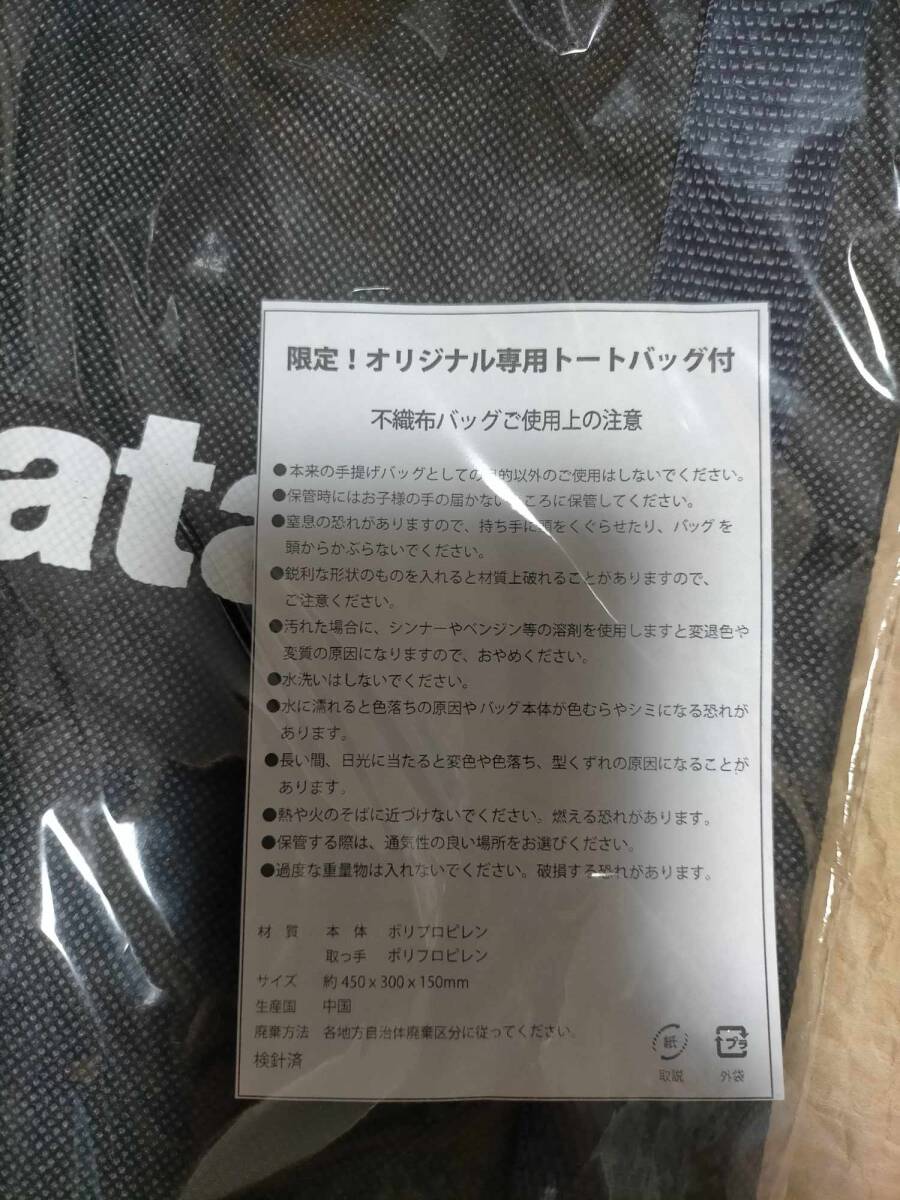 限定！オリジナル専用トートバッグ付
不織布バッグご使用上の注意
●本来の手提げバッグとしての目的以外のご使用はしないでください。
●保管時にはお子様の手の届かないところに保管してください。
●窒息の恐れがありますので、持ち手に頭をくぐらせたり、バッグを
頭からかぶらないでください。
●鋭利な形状のものを入れると材質上破れることがありますので、
ご注意ください。
●汚れた場合に、シンナーやベンジン等の溶剤を使用しますと変退色や
変質の原因になりますので、おやめください。
●水洗いはしないでください。
●水に濡れると色落ちの原因やバッグ本体が色むらやシミになる恐れが
あります。
●長い間、日光に当たると変色や色落ち、型くずれの原因になることが
あります。
●熱や火のそばに近づけないでください。燃える恐れがあります。
●保管する際は、通気性の良い場所をお選びください。
●過度な重量物は入れないでください。破損する恐れがあります。
材 質 本 体 ポリプロピレン
取っ手 ポリプロピレン
サイズ 約 450 x 300 x 150mm
生産国 中国
廃棄方法 各地方自治体廃棄区分に従ってください。
検針済
紙 プラ
取説 外袋
ata